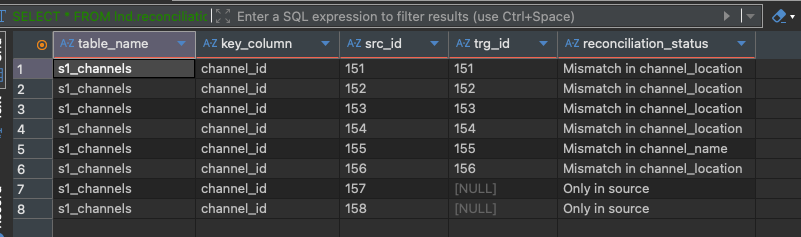 SELECT * FROM lnd.reconciliatio Enter a SQL expression to filter results (use Ctrl+Space)
A-Z table_name A-Z key_column A-Z src_id A-Z trg_id A-Z reconciliation_status
1 s1_channels channel_id 151 151 Mismatch in channel_location
2 s1_channels channel_id 152 152 Mismatch in channel_location
3 s1_channels channel_id 153 153 Mismatch in channel_location
4 s1_channels channel_id 154 154 Mismatch in channel_location
5 s1_channels channel_id 155 155 Mismatch in channel_name
6 s1_channels channel_id 156 156 Mismatch in channel_location
7 s1_channels channel_id 157 [NULL] Only in source
8 s1_channels channel_id 158 [NULL] Only in source